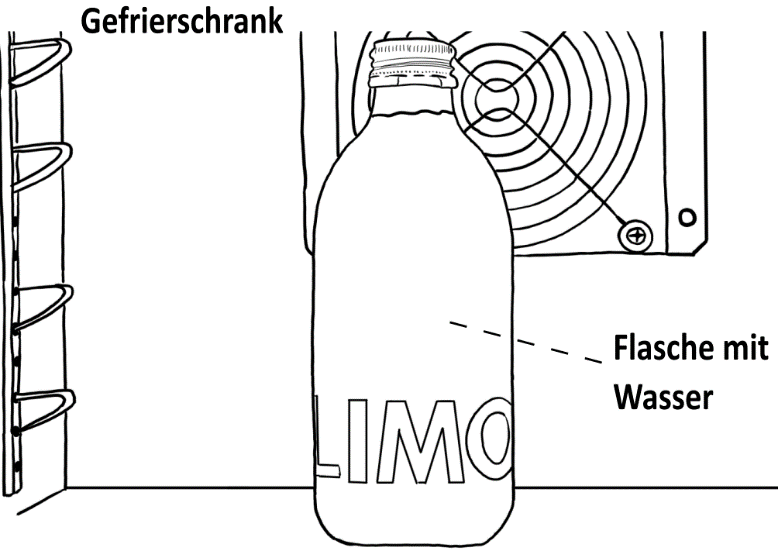 Gefrierschrank
Flasche mit
Wasser
LIMO